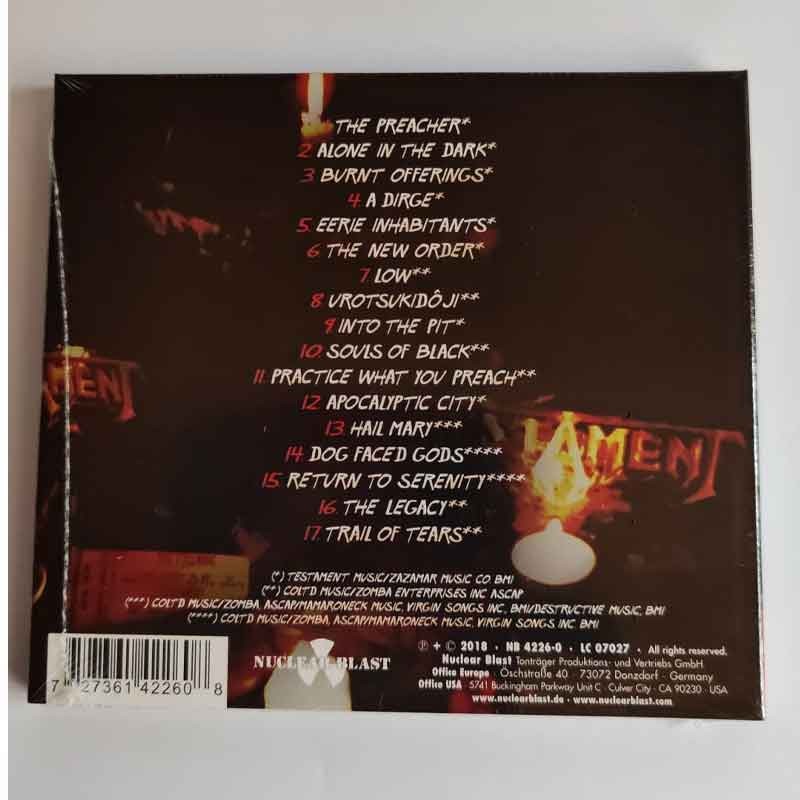 THE PREACHER*
2. ALONE IN THE DARK*
3. BURNT OFFERINGS*
4. A DIRGE*
5. EERIE INHABITANTS*
6. THE NEW ORDER*
7. LOW**
8. UROTSUKIDÔJI**
9. INTO THE PIT*
10. SOULS OF BLACK**
11. PRACTICE WHAT YOU PREACH**
12. APOCALYPTIC CITY*
13. HAIL MARY***
14. DOG FACED GODS****
15. RETURN TO SERENITY****
16. THE LEGACY**
17. TRAIL OF TEARS**
AMENT
LAMENT
(*) TESTAMENT MUSIC/ZAZAMAR MUSIC CO. BMI
(**) COLT'D MUSIC/ZOMBA ENTERPRISES INC ASCAP
(***) COLT'D MUSIC/ZOMBA, ASCAP/MAMARONECK MUSIC, VIRGIN SONGS INC. BMI/DESTRUCTIVE MUSIC, BMI
(****) COLT'D MUSIC/ZOMBA, ASCAP/MAMARONECK MUSIC, VIRGIN SONGS, INC. BMI
7 27361 42260 8
NUCLEAR BLAST
℗ + © 2018 · NB 4226-0 · LC 07027 · All rights reserved.
Nuclear Blast Tonträger Produktions- und Vertriebs GmbH
Office Europe · Öschstraße 40 · 73072 Donzdorf · Germany
Office USA · 5741 Buckingham Parkway Unit C · Culver City · CA 90230 · USA
www.nuclearblast.de · www.nuclearblast.com